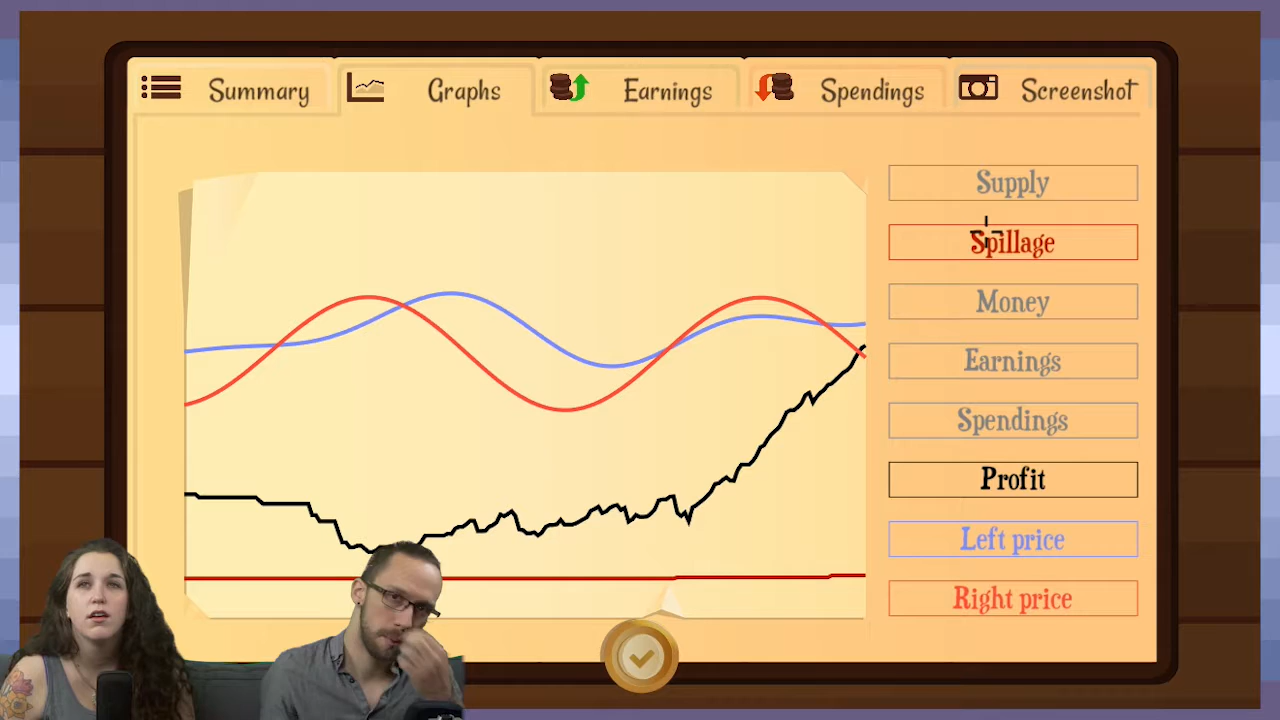 Summary
Graphs
Earnings
Spendings
Screenshot
Supply
Spillage
Money
Earnings
Spendings
Profit
Left price
Right price